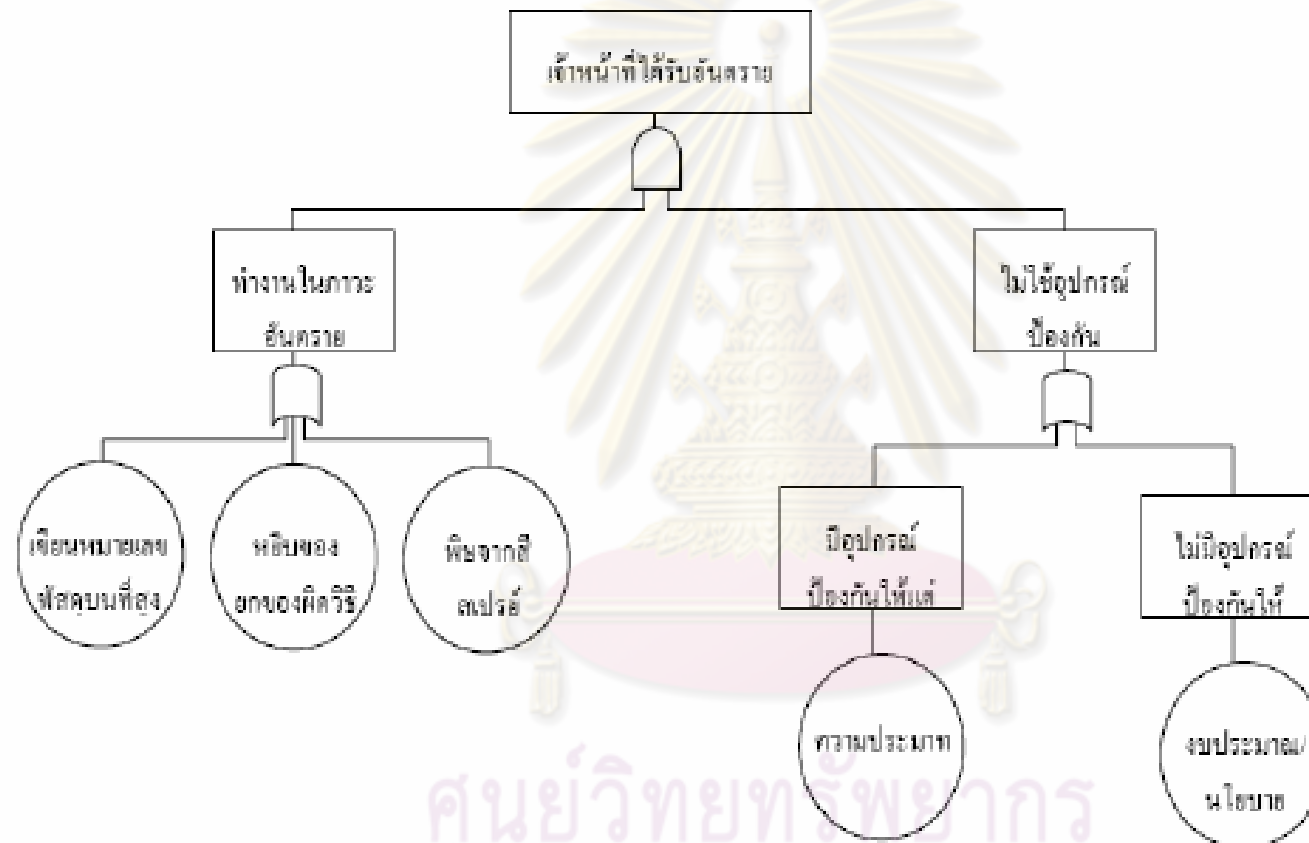 เจ้าหน้าที่ได้รับอันตราย
ทำงานในภาวะ
อันตราย
ไม่ใช้อุปกรณ์
ป้องกัน
เขียนหมายเลข
พัสดุบนที่สูง
หยิบของ
ยกของผิดวิธี
พิษจากสี
สเปรย์
มีอุปกรณ์
ป้องกันให้แต่
ไม่มีอุปกรณ์
ป้องกันให้
ความประมาท
งบประมาณ/
นโยบาย
ศูนย์วิทยทรัพยากร